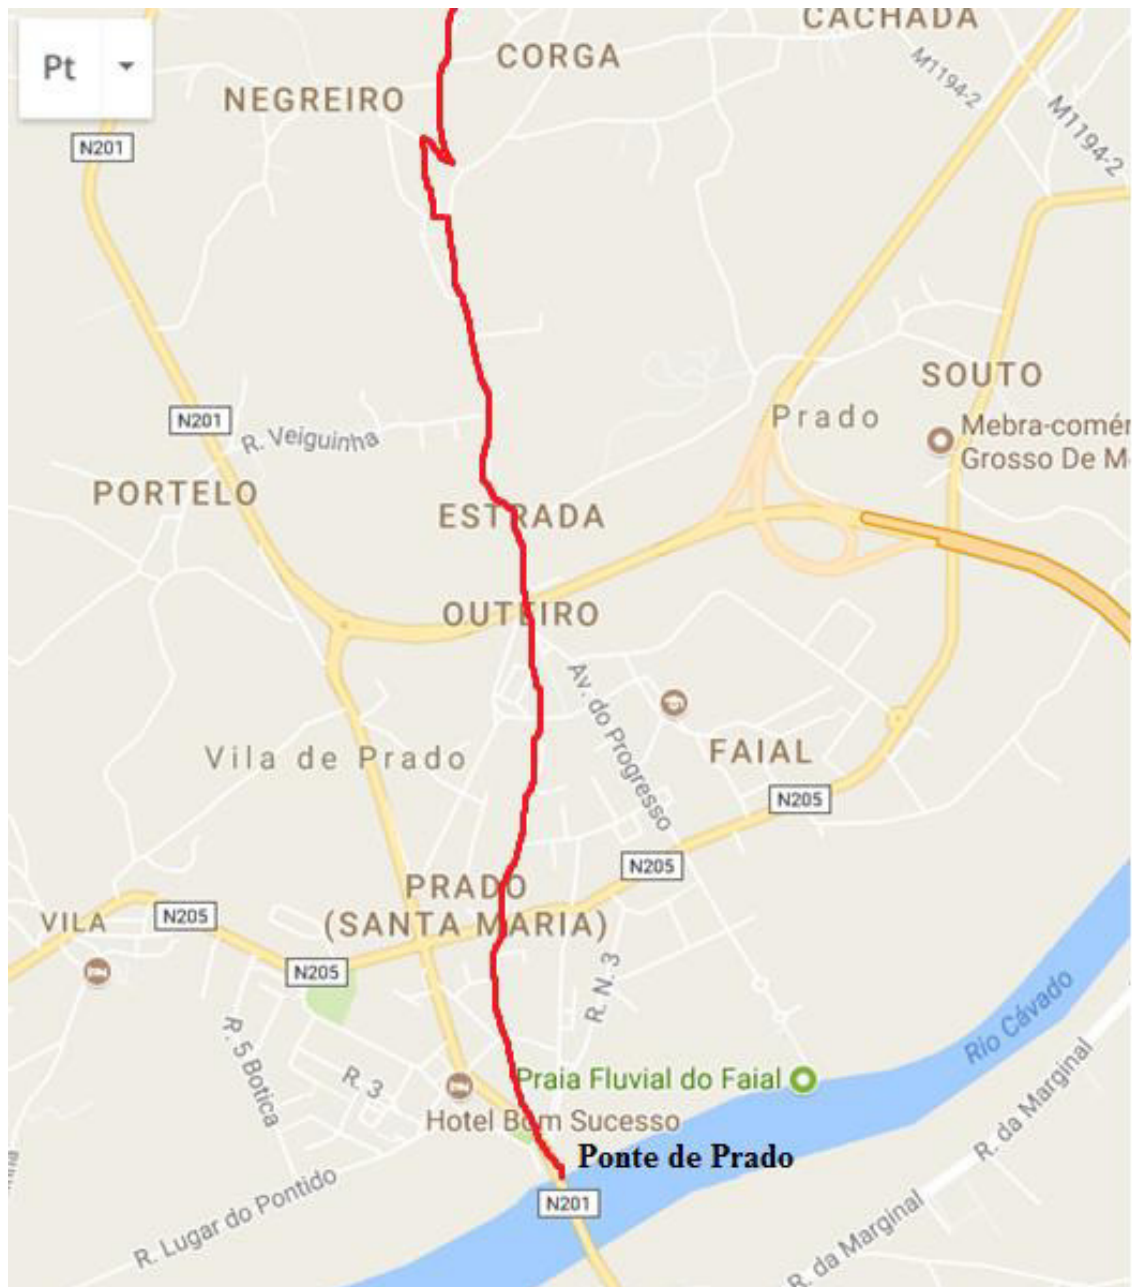 CACHADA
CORGA
Pt
NEGREIRO
M1194-2
M1194-2
N201
SOUTO
Prado
N201
R. Veiguinha
Mebra-comér
Grosso De M
PORTELO
ESTRADA
OUTEIRO
Av. do Progresso
Vila de Prado
FAIAL
N205
N205
PRADO
(SANTA MARIA)
VILA
N205
N205
R. N. 3
Rio Cávado
R. 5 Botica
R. 3
Praia Fluvial do Faial
Hotel Bom Sucesso
R. da Marginal
Ponte de Prado
N201
R. Lugar do Pontido
R. da Marginal